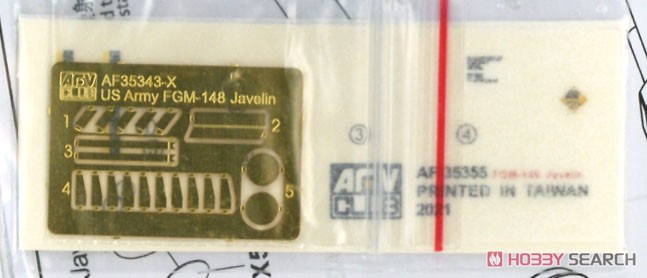 AFV CLUB
AF35343-X
US Army FGM-148 Javelin
1
2
3
4
5
③
④
AFV CLUB
AF35355 FGM-148 Javelin
PRINTED IN TAIWAN
2021
HOBBY SEARCH